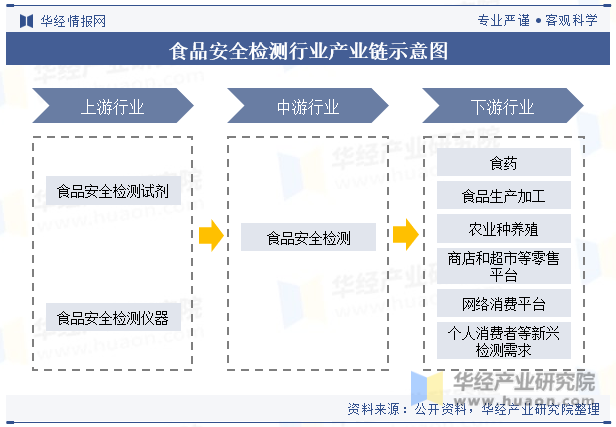 华经情报网
专业严谨 ● 客观科学
食品安全检测行业产业链示意图
上游行业
中游行业
下游行业
食品安全检测试剂
食品安全检测仪器
食品安全检测
食药
食品生产加工
农业种养殖
商店和超市等零售
平台
网络消费平台
个人消费者等新兴
检测需求
华经产业研究院
www.huaon.com
资料来源：公开资料，华经产业研究院整理